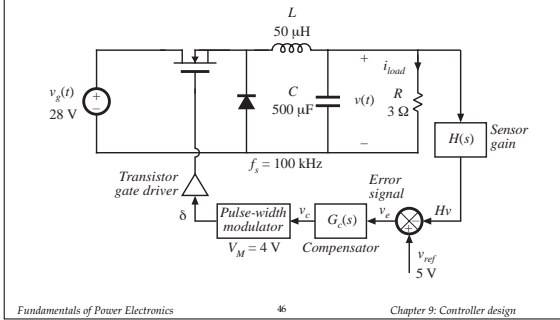 L
50 μH
+
i_load
v_g(t)
28 V
+
–
C
500 μF
v(t)
R
3 Ω
H(s)
Sensor
gain
–
f_s = 100 kHz
Transistor
gate driver
Error
signal
δ
Pulse-width
modulator
v_c
G_c(s)
v_e
Hv
+
–
V_M = 4 V
Compensator
v_ref
5 V
Fundamentals of Power Electronics
46
Chapter 9: Controller design